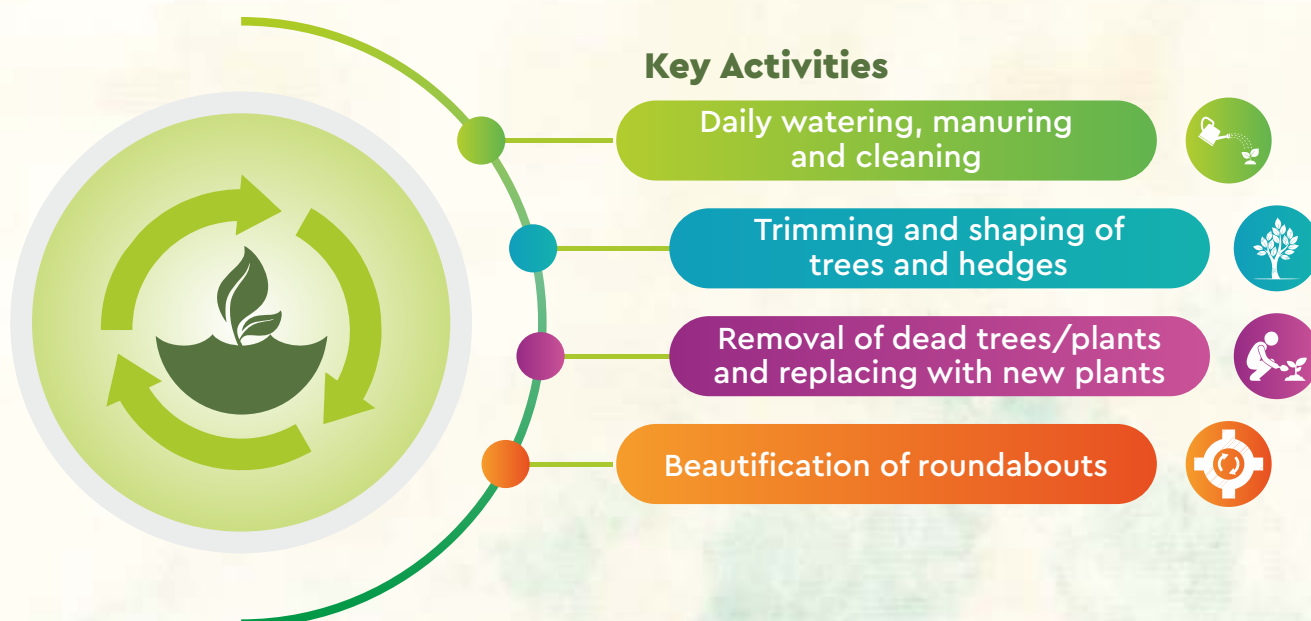 Key Activities
Daily watering, manuring
and cleaning
Trimming and shaping of
trees and hedges
Removal of dead trees/plants
and replacing with new plants
Beautification of roundabouts